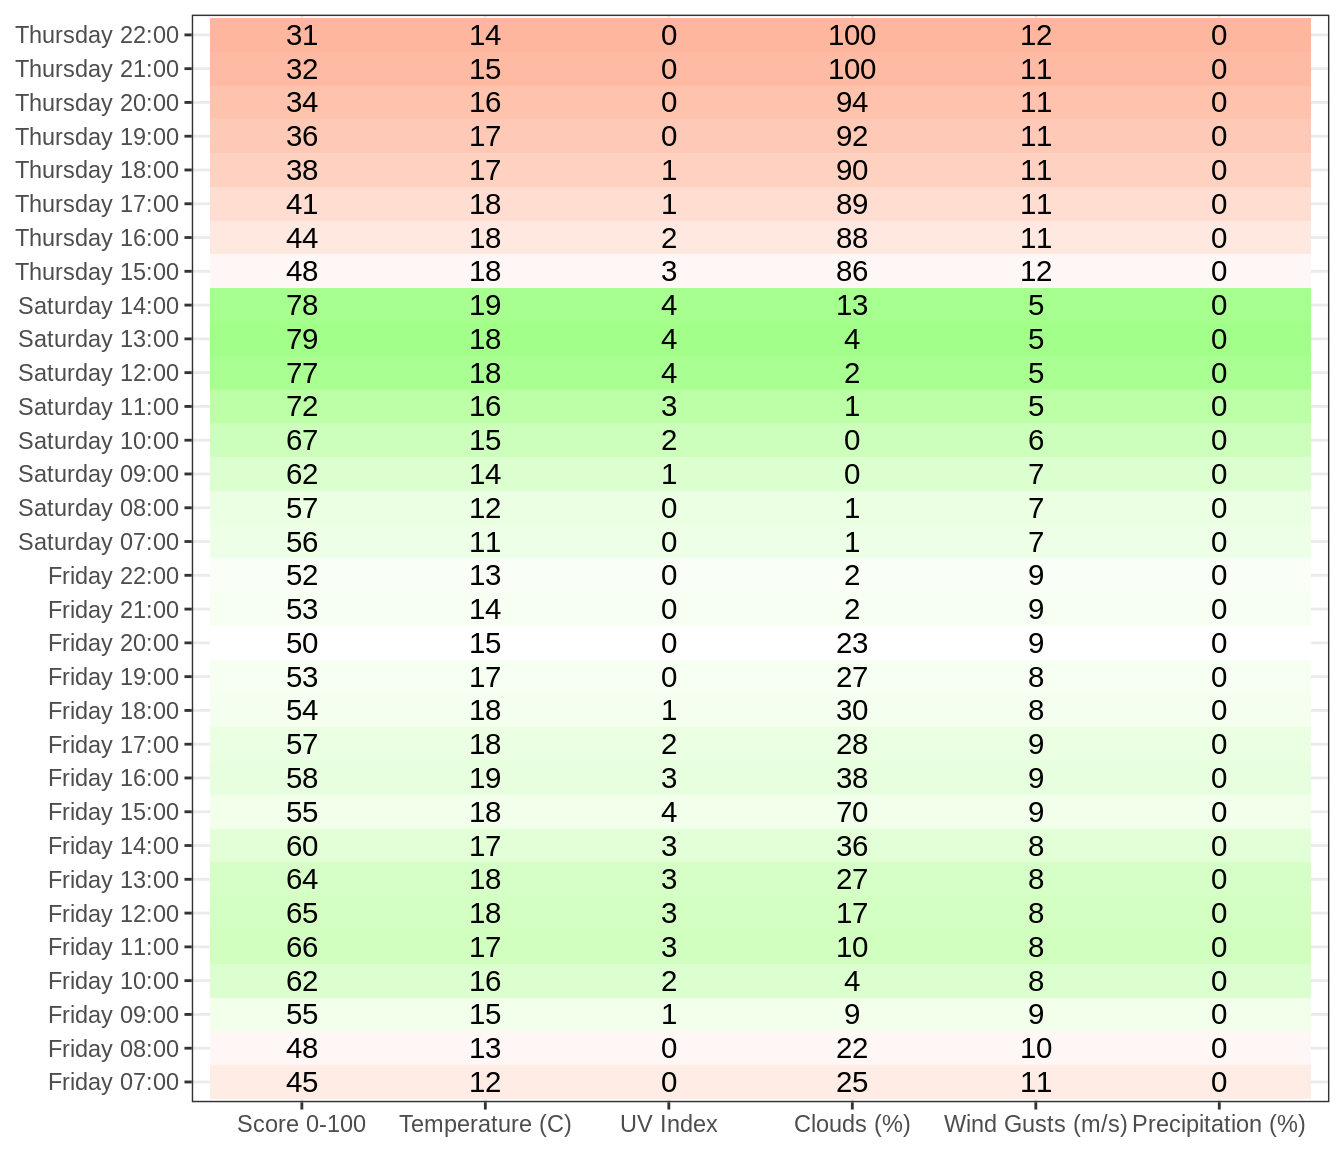 Thursday 22:00 31 14 0 100 12 0
Thursday 21:00 32 15 0 100 11 0
Thursday 20:00 34 16 0 94 11 0
Thursday 19:00 36 17 0 92 11 0
Thursday 18:00 38 17 1 90 11 0
Thursday 17:00 41 18 1 89 11 0
Thursday 16:00 44 18 2 88 11 0
Thursday 15:00 48 18 3 86 12 0
Saturday 14:00 78 19 4 13 5 0
Saturday 13:00 79 18 4 4 5 0
Saturday 12:00 77 18 4 2 5 0
Saturday 11:00 72 16 3 1 5 0
Saturday 10:00 67 15 2 0 6 0
Saturday 09:00 62 14 1 0 7 0
Saturday 08:00 57 12 0 1 7 0
Saturday 07:00 56 11 0 1 7 0
Friday 22:00 52 13 0 2 9 0
Friday 21:00 53 14 0 2 9 0
Friday 20:00 50 15 0 23 9 0
Friday 19:00 53 17 0 27 8 0
Friday 18:00 54 18 1 30 8 0
Friday 17:00 57 18 2 28 9 0
Friday 16:00 58 19 3 38 9 0
Friday 15:00 55 18 4 70 9 0
Friday 14:00 60 17 3 36 8 0
Friday 13:00 64 18 3 27 8 0
Friday 12:00 65 18 3 17 8 0
Friday 11:00 66 17 3 10 8 0
Friday 10:00 62 16 2 4 8 0
Friday 09:00 55 15 1 9 9 0
Friday 08:00 48 13 0 22 10 0
Friday 07:00 45 12 0 25 11 0
Score 0-100 Temperature (C) UV Index Clouds (%) Wind Gusts (m/s) Precipitation (%)